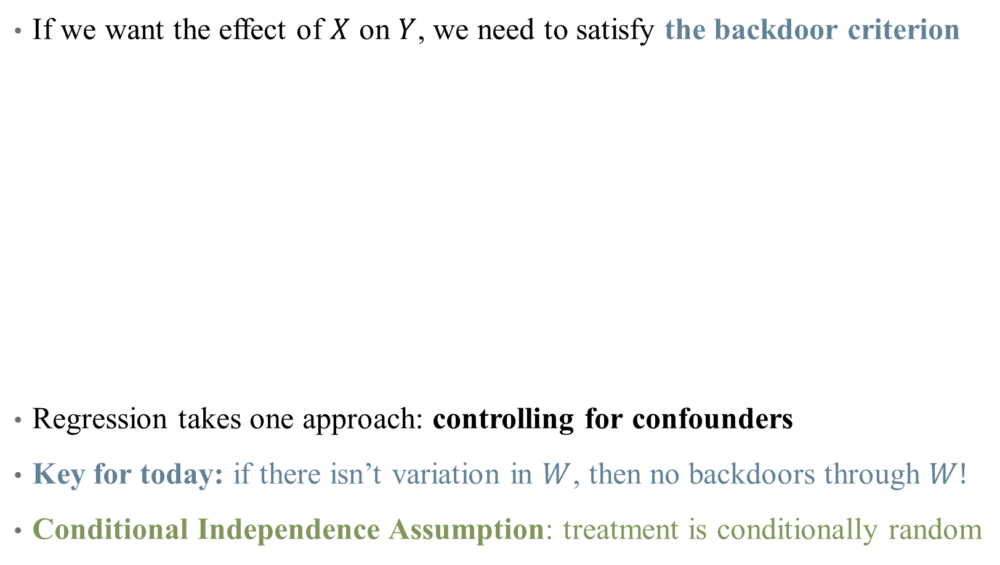 • If we want the effect of X on Y, we need to satisfy the backdoor criterion
• Regression takes one approach: controlling for confounders
• Key for today: if there isn’t variation in W, then no backdoors through W!
• Conditional Independence Assumption: treatment is conditionally random